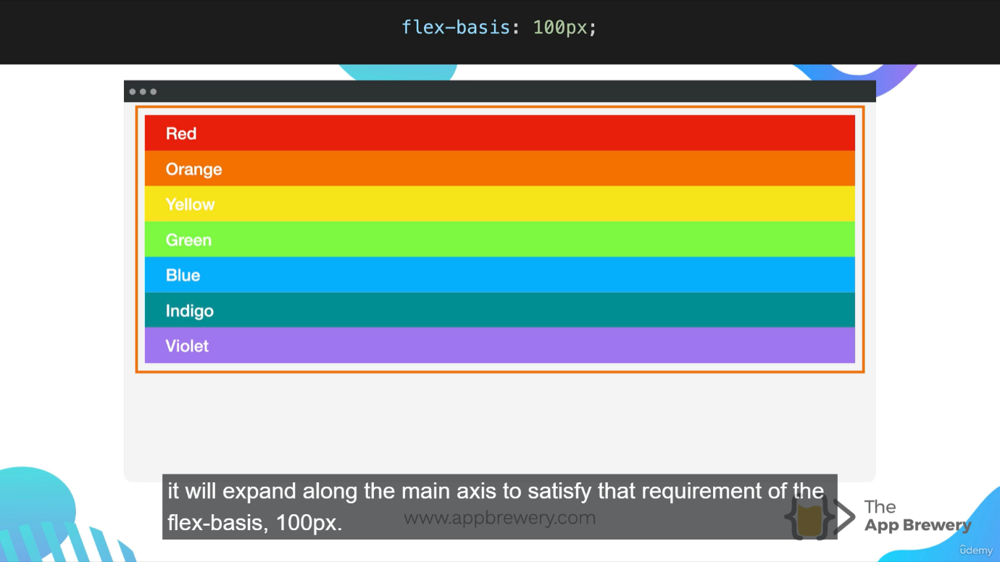 flex-basis: 100px;
Red
Orange
Yellow
Green
Blue
Indigo
Violet
it will expand along the main axis to satisfy that requirement of the
flex-basis, 100px.
www.appbrewery.com
The
App Brewery
ûdemy